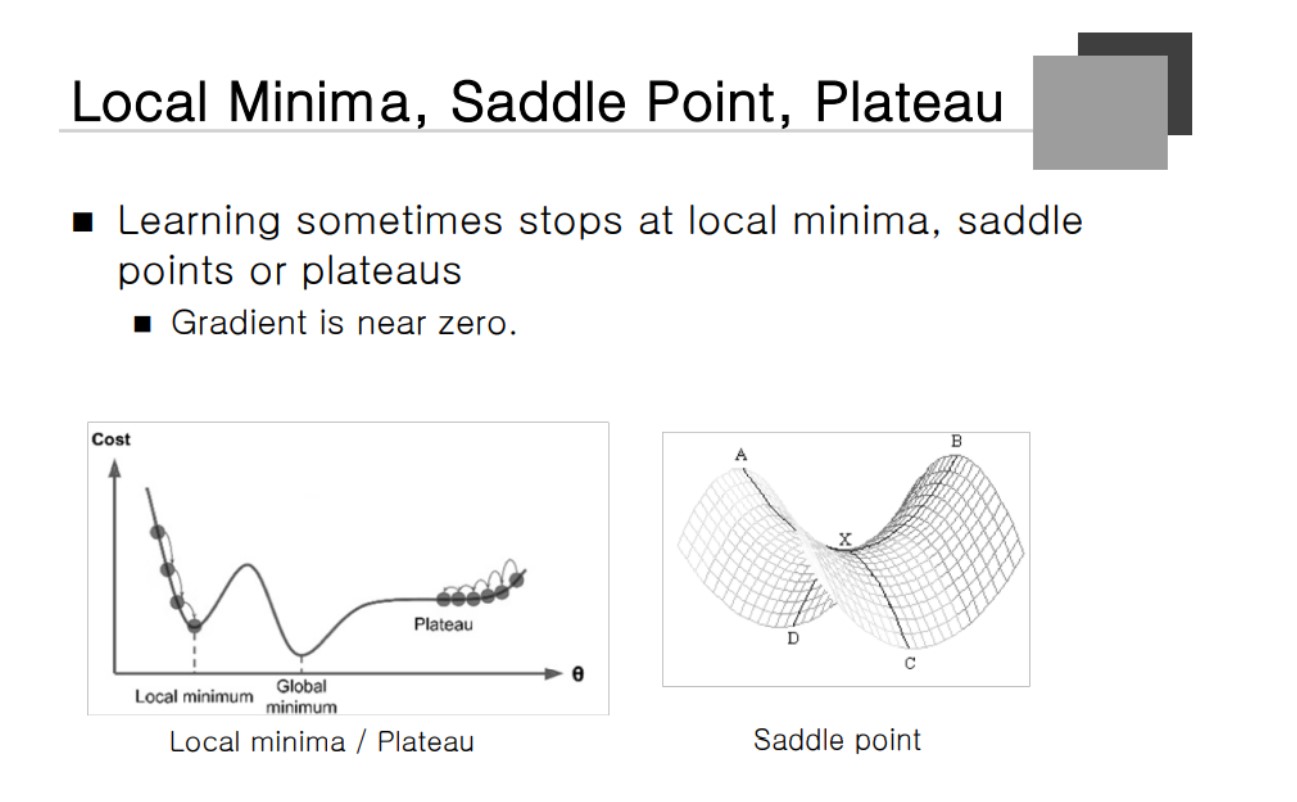 Local Minima, Saddle Point, Plateau
Learning sometimes stops at local minima, saddle
points or plateaus
Gradient is near zero.
Cost
Plateau
θ
Local minimum
Global
minimum
Local minima / Plateau
A
B
X
D
C
Saddle point